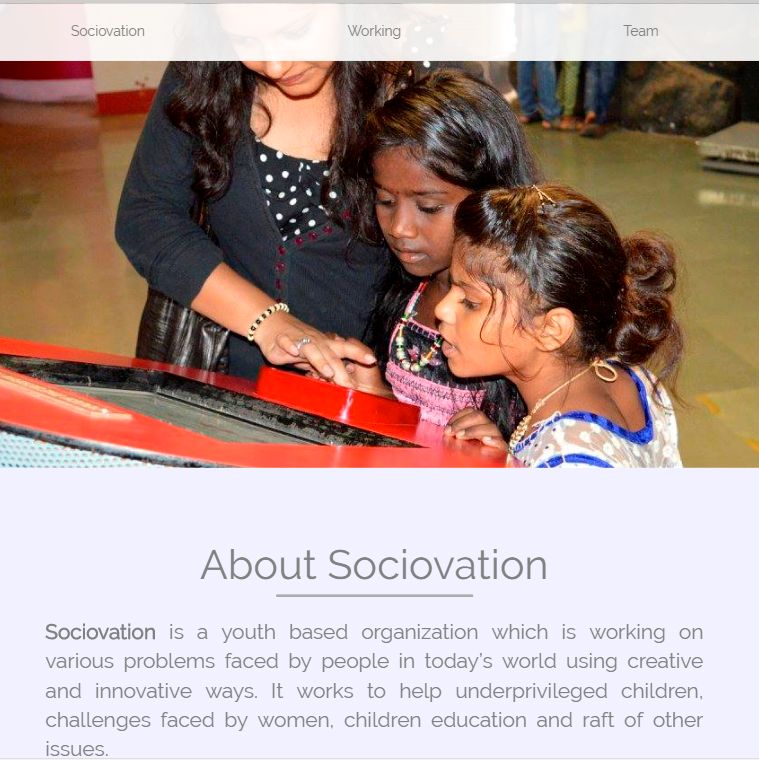 Sociovation Working Team
About Sociovation
Sociovation is a youth based organization which is working on
various problems faced by people in today's world using creative
and innovative ways. It works to help underprivileged children,
challenges faced by women, children education and raft of other
issues.